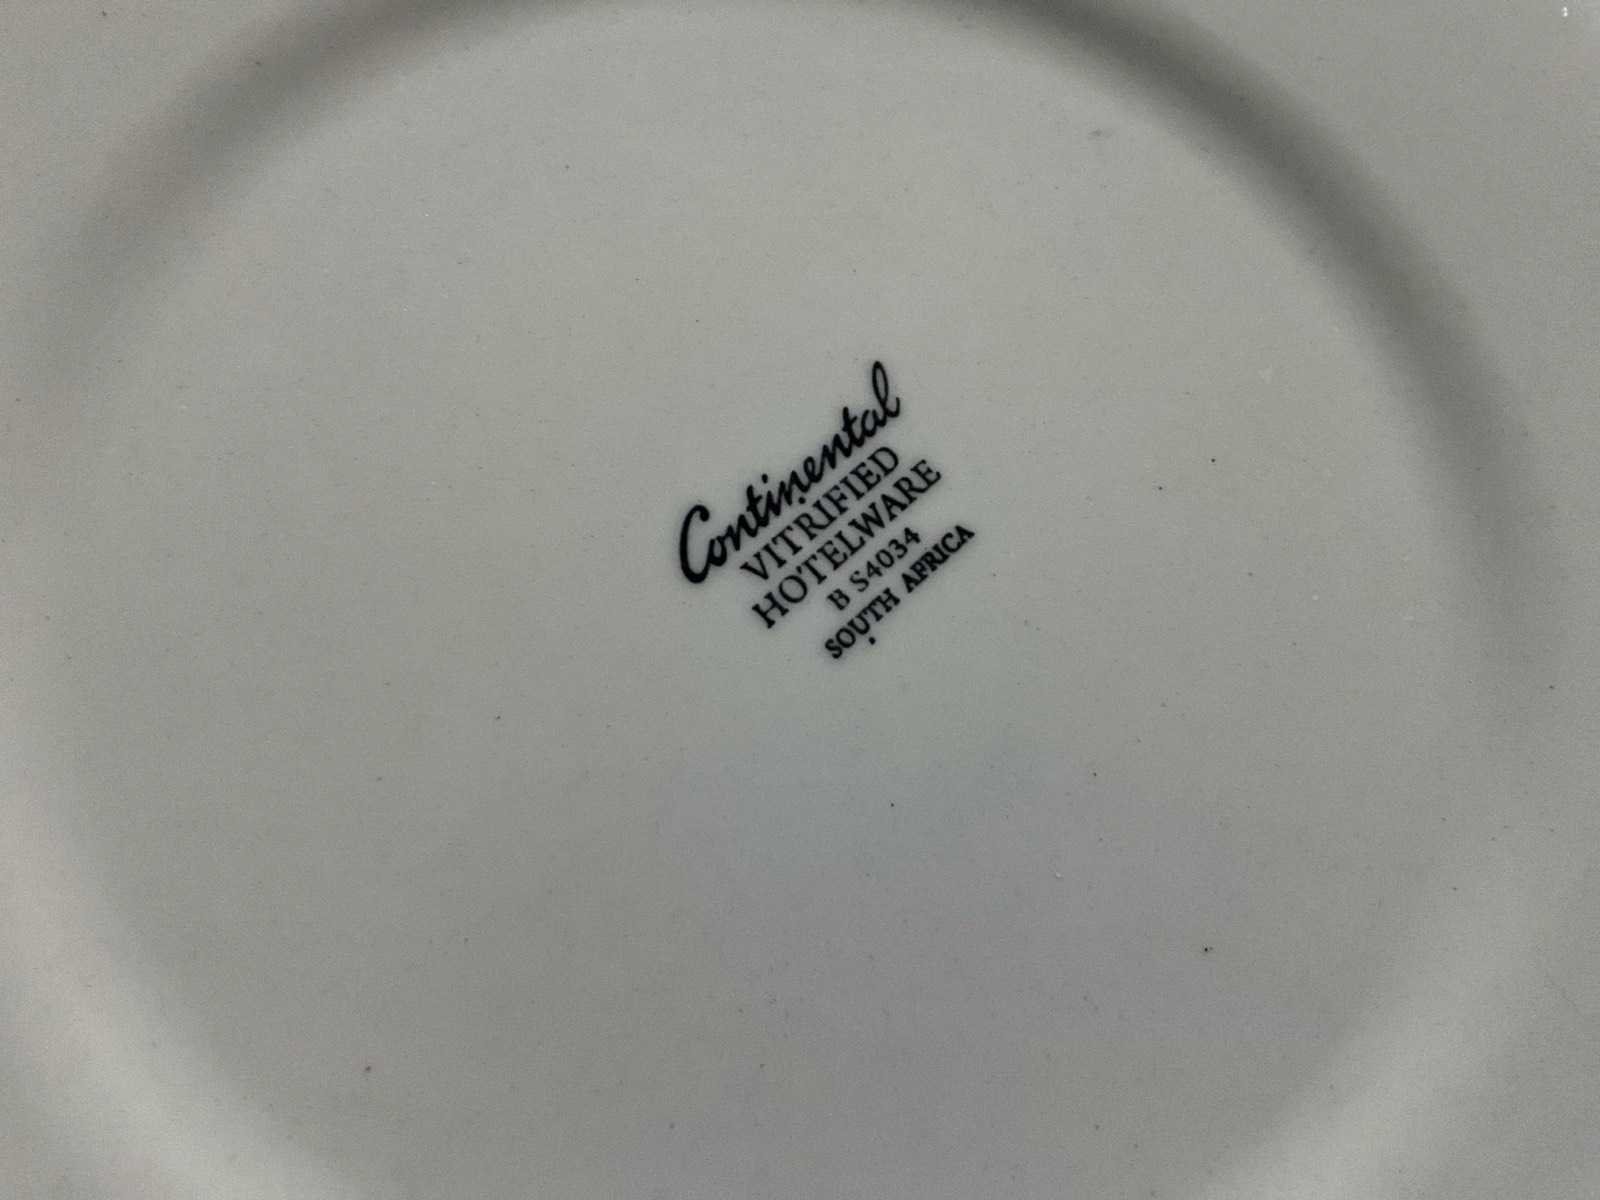 Continental
VITRIFIED
HOTELWARE
B S4034
SOUTH AFRICA